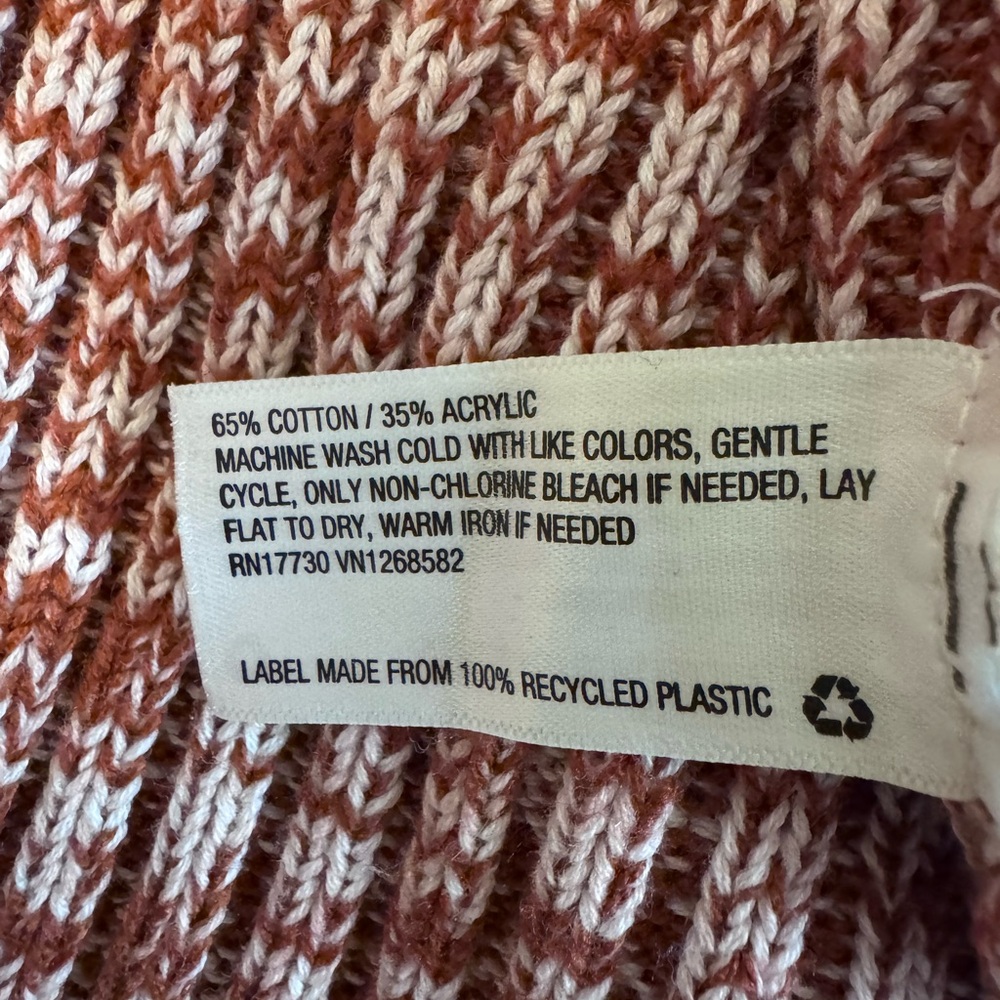 65% COTTON / 35% ACRYLIC
MACHINE WASH COLD WITH LIKE COLORS, GENTLE
CYCLE, ONLY NON-CHLORINE BLEACH IF NEEDED, LAY
FLAT TO DRY, WARM IRON IF NEEDED
RN17730 VN1268582
LABEL MADE FROM 100% RECYCLED PLASTIC